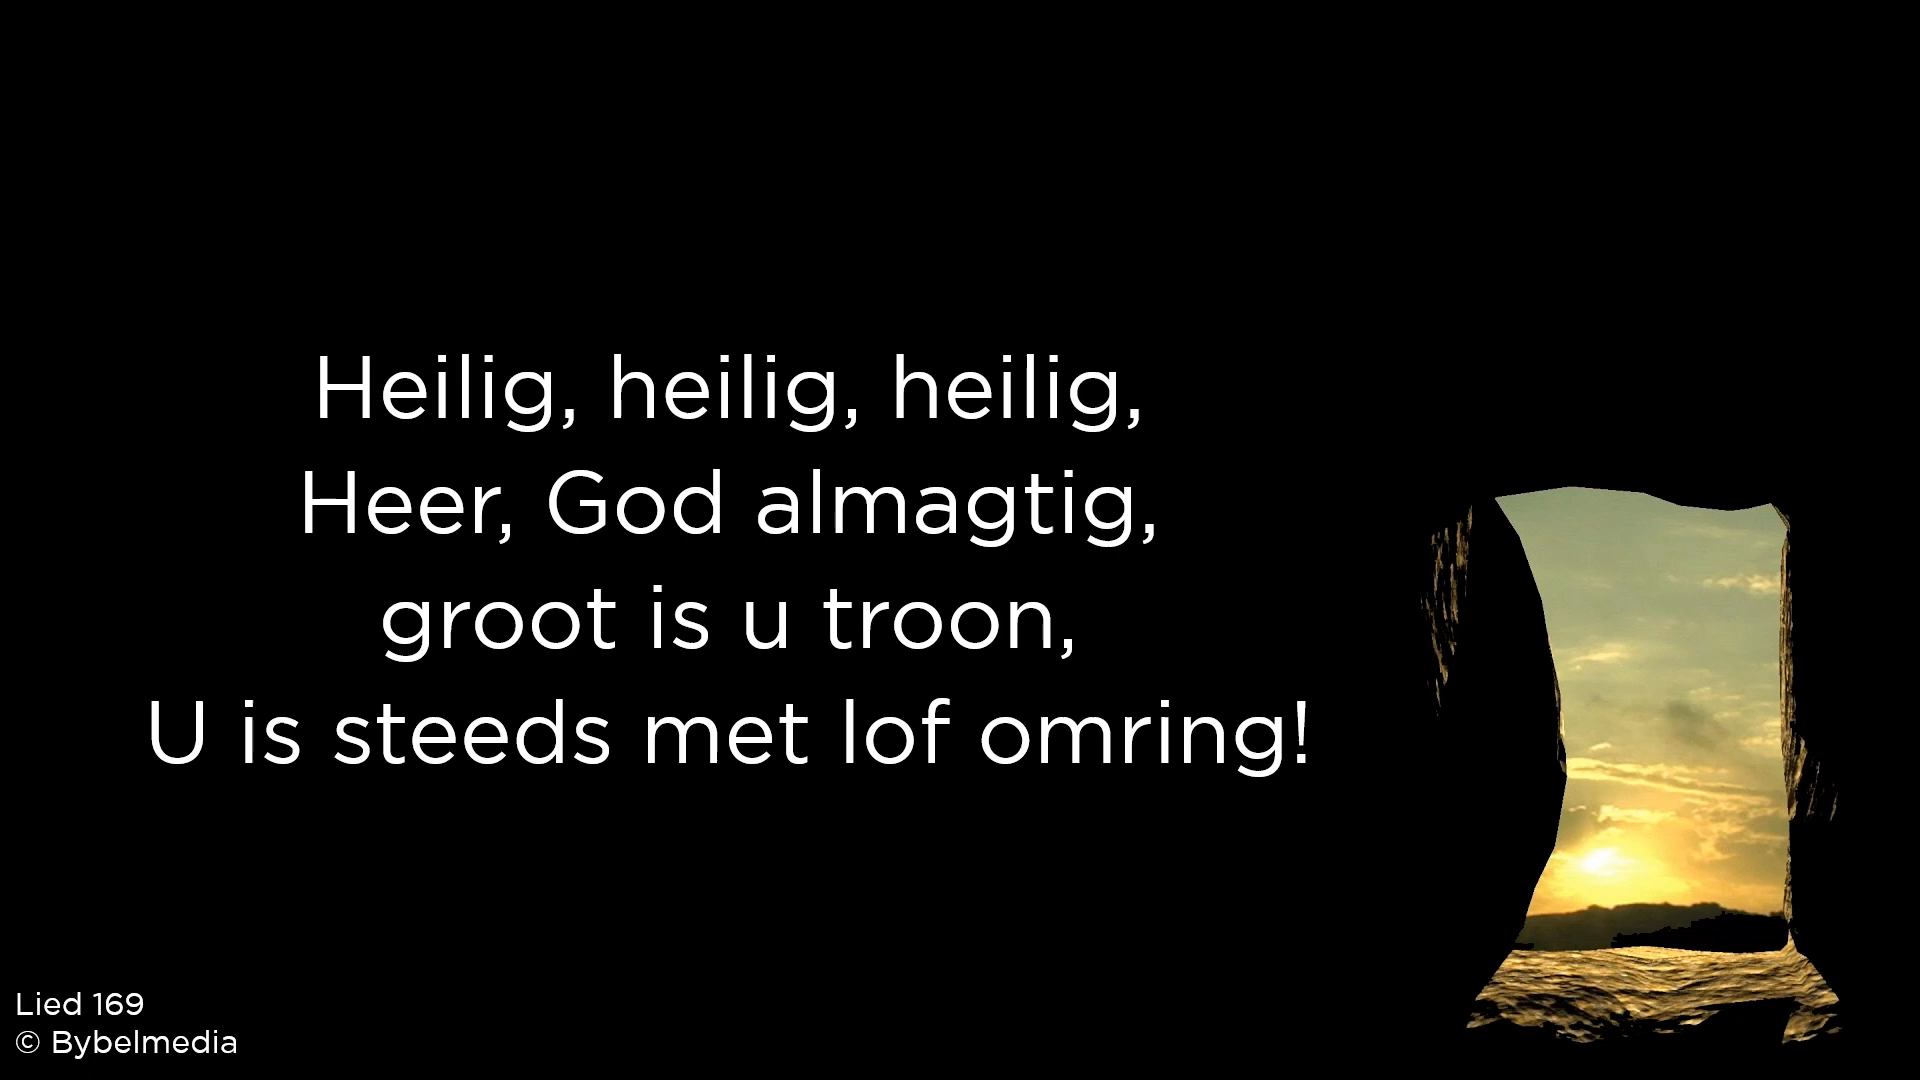 Heilig, heilig, heilig,
Heer, God almagtig,
groot is u troon,
U is steeds met lof omring!
Lied 169
© Bybelmedia